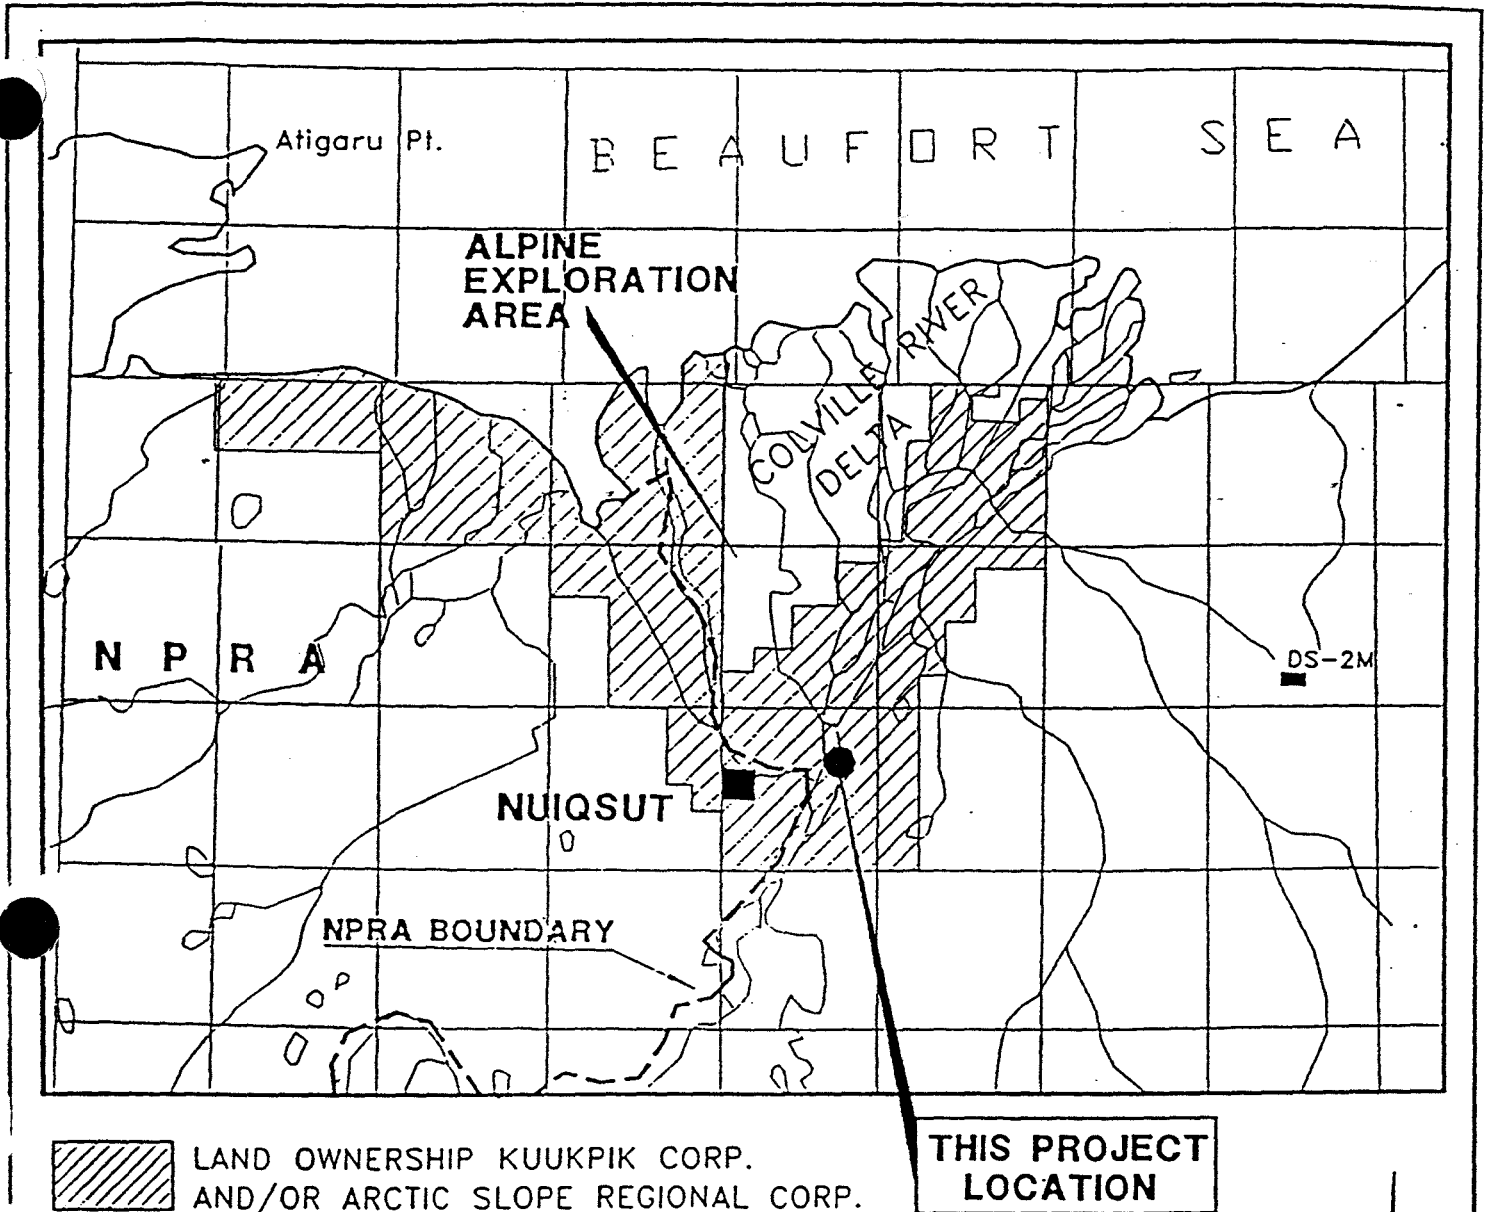 Atigaru Pt.
BEAUFORT SEA
ALPINE
EXPLORATION
AREA
COLVILLE RIVER
DELTA
NPRA
DS-2M
NUIQSUT
NPRA BOUNDARY
LAND OWNERSHIP KUUKPIK CORP.
AND/OR ARCTIC SLOPE REGIONAL CORP.
THIS PROJECT
LOCATION